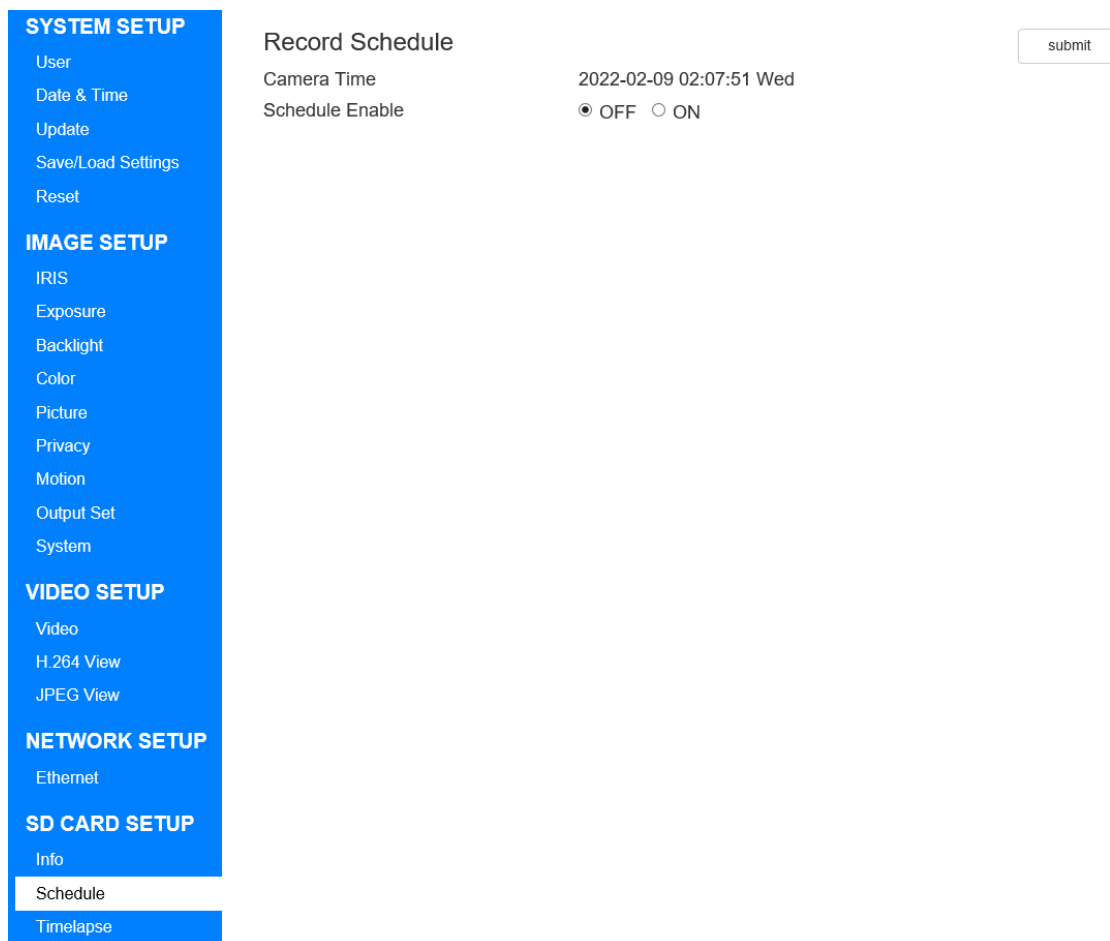 SYSTEM SETUP
User
Date & Time
Update
Save/Load Settings
Reset
IMAGE SETUP
IRIS
Exposure
Backlight
Color
Picture
Privacy
Motion
Output Set
System
VIDEO SETUP
Video
H.264 View
JPEG View
NETWORK SETUP
Ethernet
SD CARD SETUP
Info
Schedule
Timelapse
Record Schedule
submit
Camera Time 2022-02-09 02:07:51 Wed
Schedule Enable OFF ON